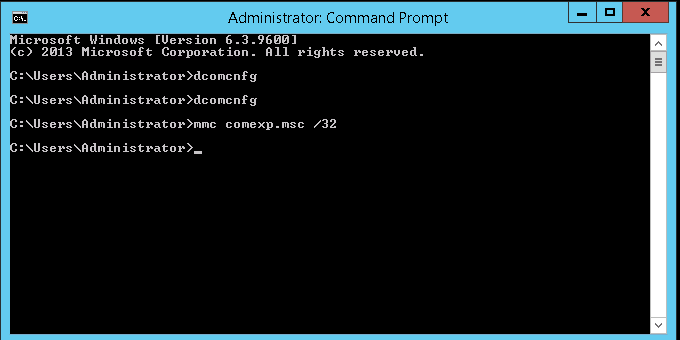 Administrator: Command Prompt
Microsoft Windows [Version 6.3.9600]
(c) 2013 Microsoft Corporation. All rights reserved.
C:\Users\Administrator>dcomcnfg
C:\Users\Administrator>dcomcnfg
C:\Users\Administrator>mmc comexp.msc /32
C:\Users\Administrator>_